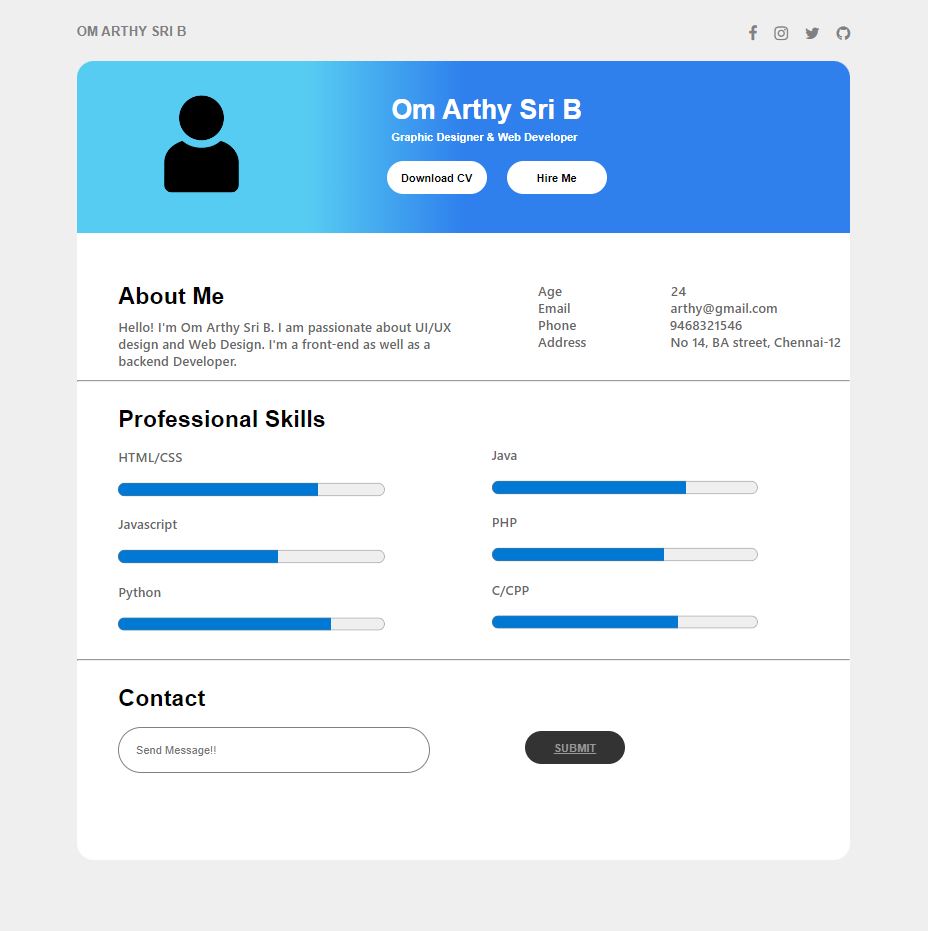 OM ARTHY SRI B
Om Arthy Sri B
Graphic Designer & Web Developer
Download CV
Hire Me
About Me
Hello! I'm Om Arthy Sri B. I am passionate about UI/UX
design and Web Design. I'm a front-end as well as a
backend Developer.
Age 24
Email arthy@gmail.com
Phone 9468321546
Address No 14, BA street, Chennai-12
Professional Skills
HTML/CSS
Java
Javascript
PHP
Python
C/CPP
Contact
Send Message!!
SUBMIT